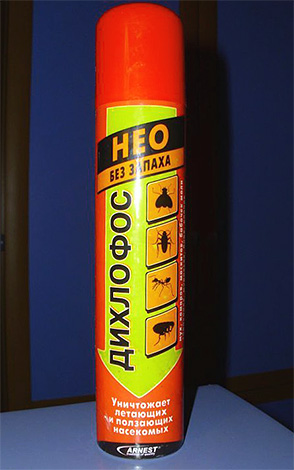 НЕО
БЕЗ ЗАПАХА
ДИХЛОФОС
Уничтожает
летающих
и ползающих
насекомых
ARNEST